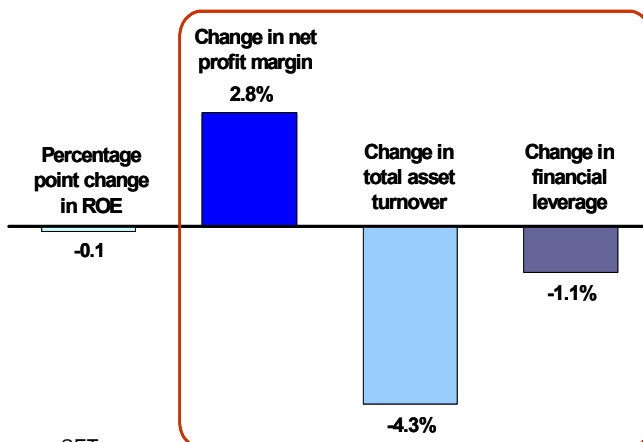 Change in net
profit margin
2.8%
Percentage
point change
in ROE
-0.1
Change in
total asset
turnover
-4.3%
Change in
financial
leverage
-1.1%